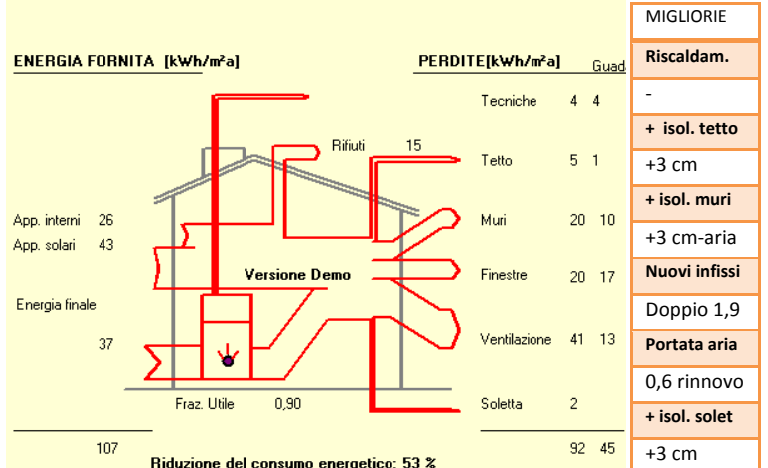 ENERGIA FORNITA [kWh/m²a]
PERDITE[kWh/m²a]
Guad
Tecniche 4 4
Rifiuti 15
Tetto 5 1
App. interni 26
App. solari 43
Muri 20 10
Versione Demo
Finestre 20 17
Energia finale
37
Ventilazione 41 13
Fraz. Utile 0,90
Soletta 2
107
92 45
Riduzione del consumo energetico: 53 %
MIGLIORIE
Riscaldam.
-
+ isol. tetto
+3 cm
+ isol. muri
+3 cm-aria
Nuovi infissi
Doppio 1,9
Portata aria
0,6 rinnovo
+ isol. solet
+3 cm